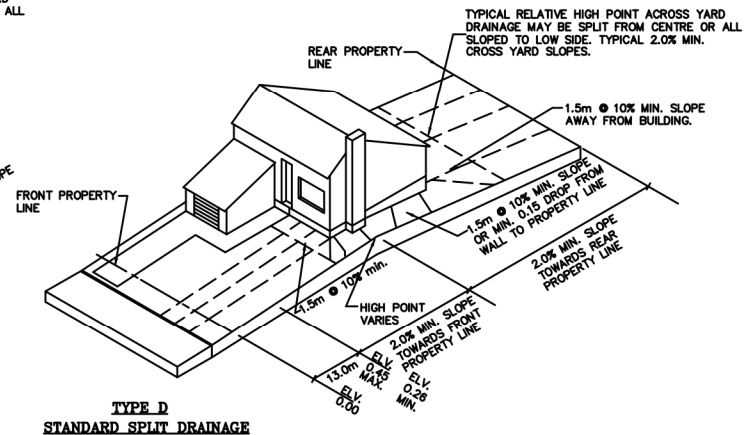 ALL
TYPICAL RELATIVE HIGH POINT ACROSS YARD
DRAINAGE MAY BE SPLIT FROM CENTRE OR ALL
SLOPED TO LOW SIDE. TYPICAL 2.0% MIN.
CROSS YARD SLOPES.
REAR PROPERTY
LINE
1.5m @ 10% MIN. SLOPE
AWAY FROM BUILDING.
FRONT PROPERTY
LINE
1.5m @ 10% MIN. SLOPE
OR MIN. 0.15 DROP FROM
WALL TO PROPERTY LINE
2.0% MIN. SLOPE
TOWARDS REAR
PROPERTY LINE
1.5m @ 10% min.
HIGH POINT
VARIES
2.0% MIN. SLOPE
TOWARDS FRONT
PROPERTY LINE
13.0m
ELV.
0.45
MAX.
ELV.
0.26
MIN.
ELV.
0.00
TYPE D
STANDARD SPLIT DRAINAGE